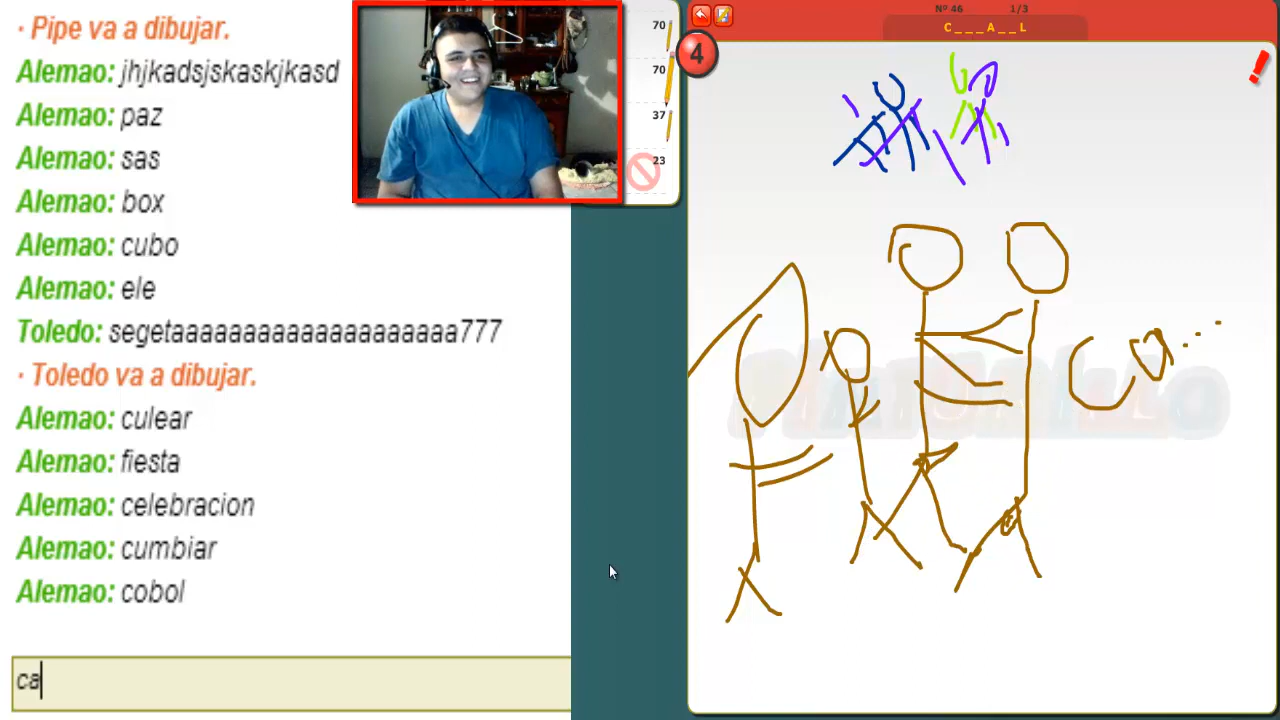 · Pipe va a dibujar.
Alemao: jhjkadsjskaskjkasd
Alemao: paz
Alemao: sas
Alemao: box
Alemao: cubo
Alemao: ele
Toledo: segetaaaaaaaaaaaaaaaaaaaa777
· Toledo va a dibujar.
Alemao: culear
Alemao: fiesta
Alemao: celebracion
Alemao: cumbiar
Alemao: cobol
ca
70
70
37
23
Nº 46
1/3
C _ _ _ A _ _ L
4
!
Ca...